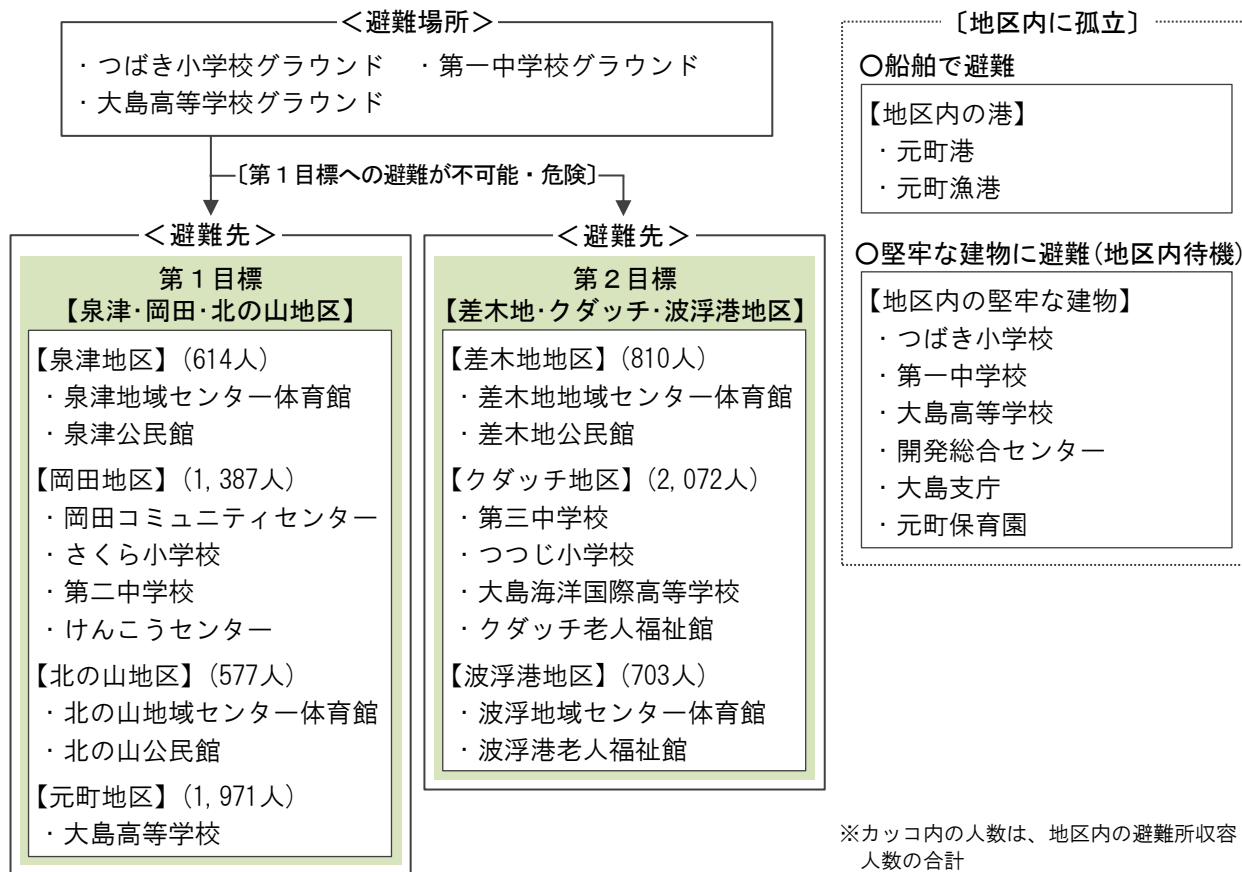 ＜避難場所＞
・つばき小学校グラウンド　・第一中学校グラウンド
・大島高等学校グラウンド
〔第１目標への避難が不可能・危険〕
＜避難先＞
第１目標
【泉津・岡田・北の山地区】
【泉津地区】(614人)
・泉津地域センター体育館
・泉津公民館
【岡田地区】(1,387人)
・岡田コミュニティセンター
・さくら小学校
・第二中学校
・けんこうセンター
【北の山地区】(577人)
・北の山地域センター体育館
・北の山公民館
【元町地区】(1,971人)
・大島高等学校
＜避難先＞
第２目標
【差木地・クダッチ・波浮港地区】
【差木地地区】(810人)
・差木地地域センター体育館
・差木地公民館
【クダッチ地区】(2,072人)
・第三中学校
・つつじ小学校
・大島海洋国際高等学校
・クダッチ老人福祉館
【波浮港地区】(703人)
・波浮地域センター体育館
・波浮港老人福祉館
〔地区内に孤立〕
○船舶で避難
【地区内の港】
・元町港
・元町漁港
○堅牢な建物に避難(地区内待機)
【地区内の堅牢な建物】
・つばき小学校
・第一中学校
・大島高等学校
・開発総合センター
・大島支庁
・元町保育園
※カッコ内の人数は、地区内の避難所収容
人数の合計